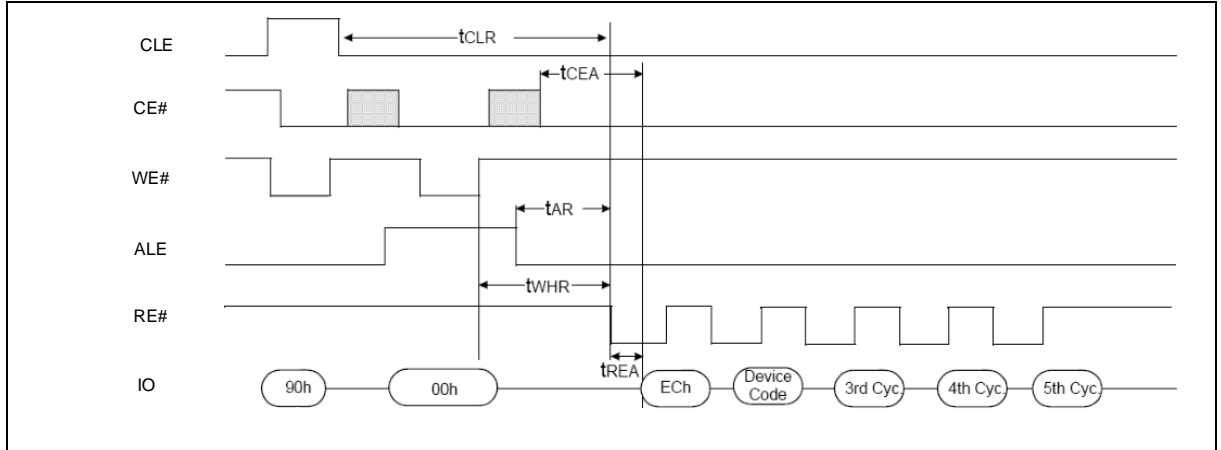 CLE
tCLR
tCEA
CE#
WE#
tAR
ALE
tWHR
RE#
tREA
IO
90h
00h
ECh
Device
Code
3rd Cyc.
4th Cyc.
5th Cyc.